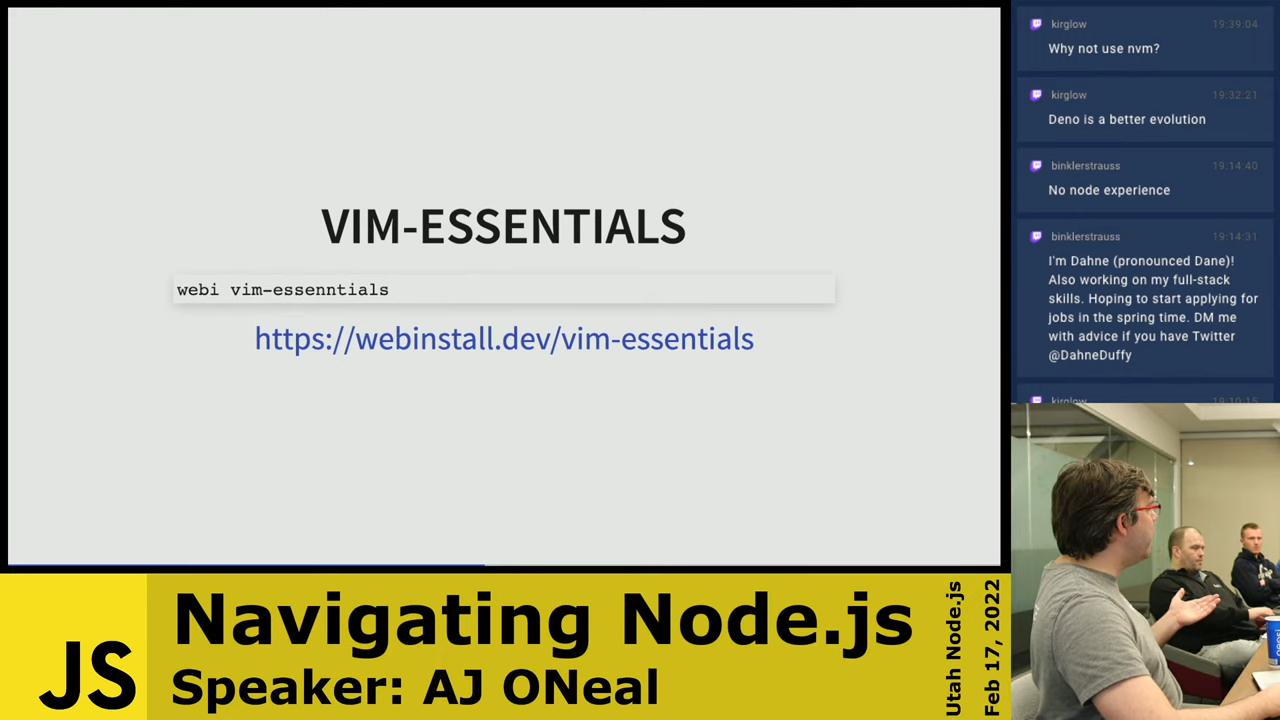 VIM-ESSENTIALS
webi vim-essenntials
https://webinstall.dev/vim-essentials
kirglow 19:39:04
Why not use nvm?
kirglow 19:32:21
Deno is a better evolution
binklerstrauss 19:14:40
No node experience
binklerstrauss 19:14:31
I'm Dahne (pronounced Dane)!
Also working on my full-stack
skills. Hoping to start applying for
jobs in the spring time. DM me
with advice if you have Twitter
@DahneDuffy
kirglow 19:10:15
JS
Navigating Node.js
Speaker: AJ ONeal
Utah Node.js
Feb 17, 2022